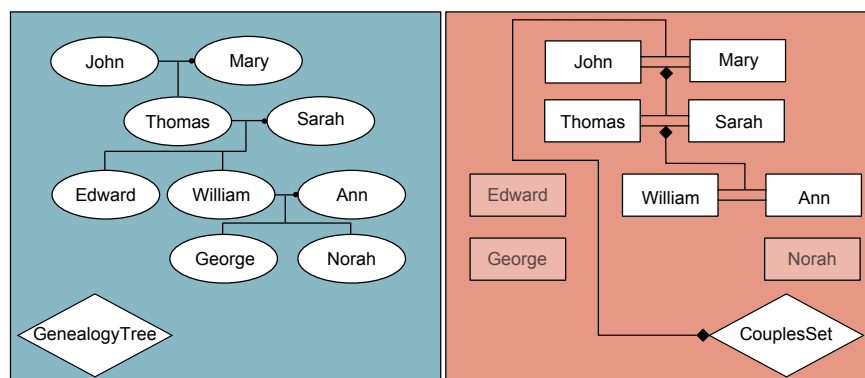 John
Mary
Thomas
Sarah
Edward
William
Ann
George
Norah
GenealogyTree
John
Mary
Thomas
Sarah
Edward
William
Ann
George
Norah
CouplesSet